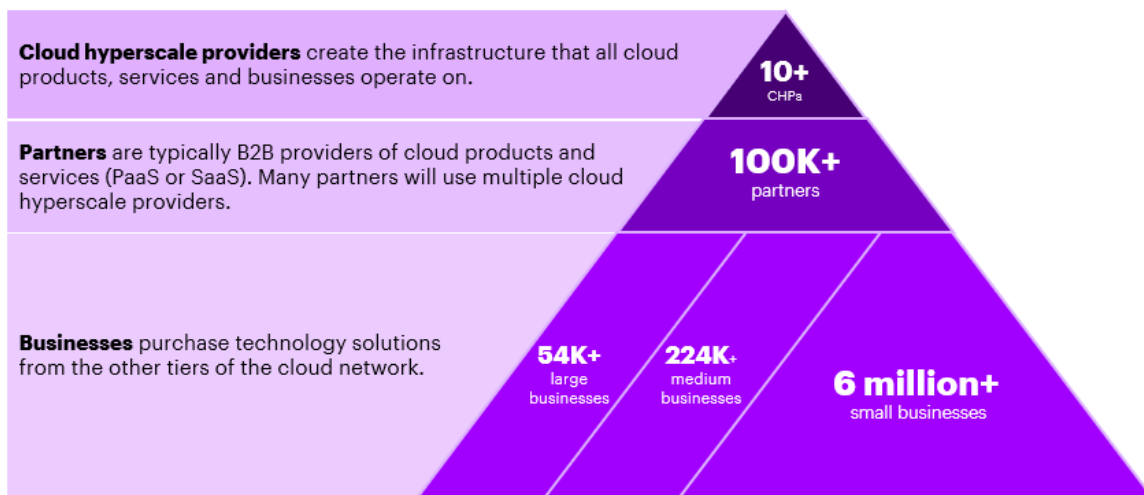 Cloud hyperscale providers create the infrastructure that all cloud
products, services and businesses operate on.
10+
CHPa
Partners are typically B2B providers of cloud products and
services (PaaS or SaaS). Many partners will use multiple cloud
hyperscale providers.
100K+
partners
Businesses purchase technology solutions
from the other tiers of the cloud network.
54K+
large
businesses
224K+
medium
businesses
6 million+
small businesses